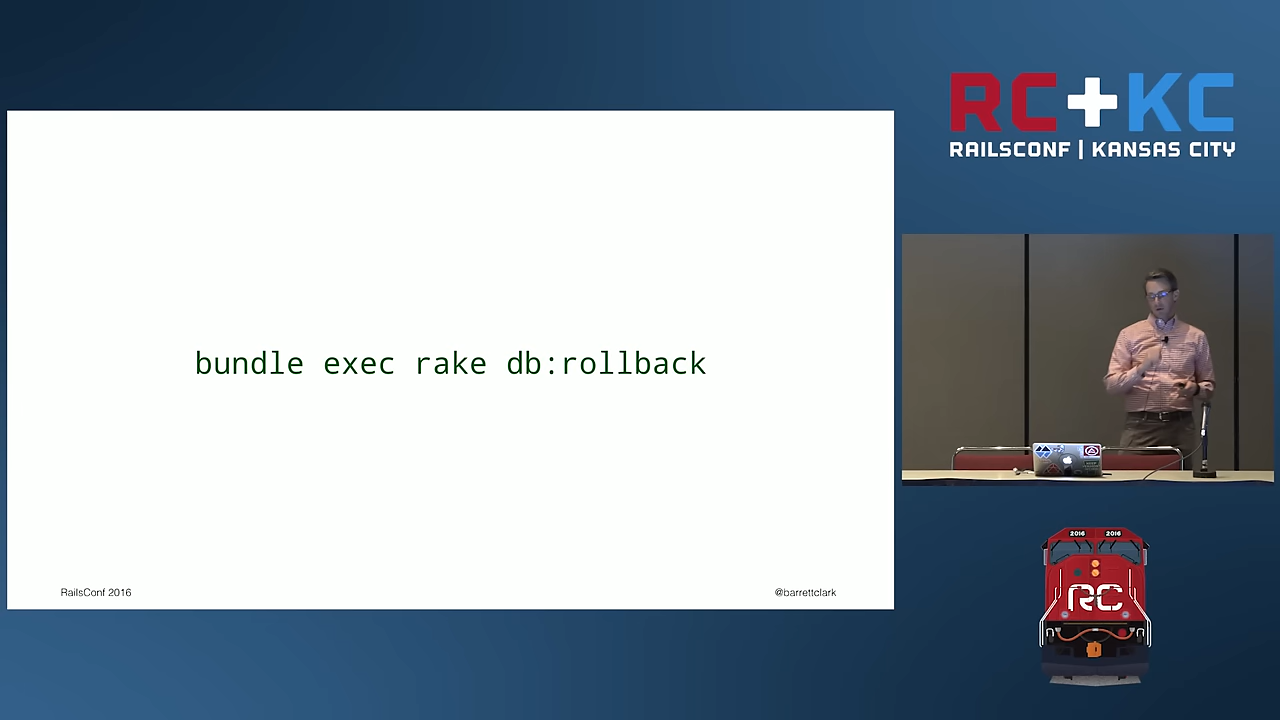 bundle exec rake db:rollback
RailsConf 2016
@barrettclark
RC+KC
RAILSCONF | KANSAS CITY
2016 2016
RC